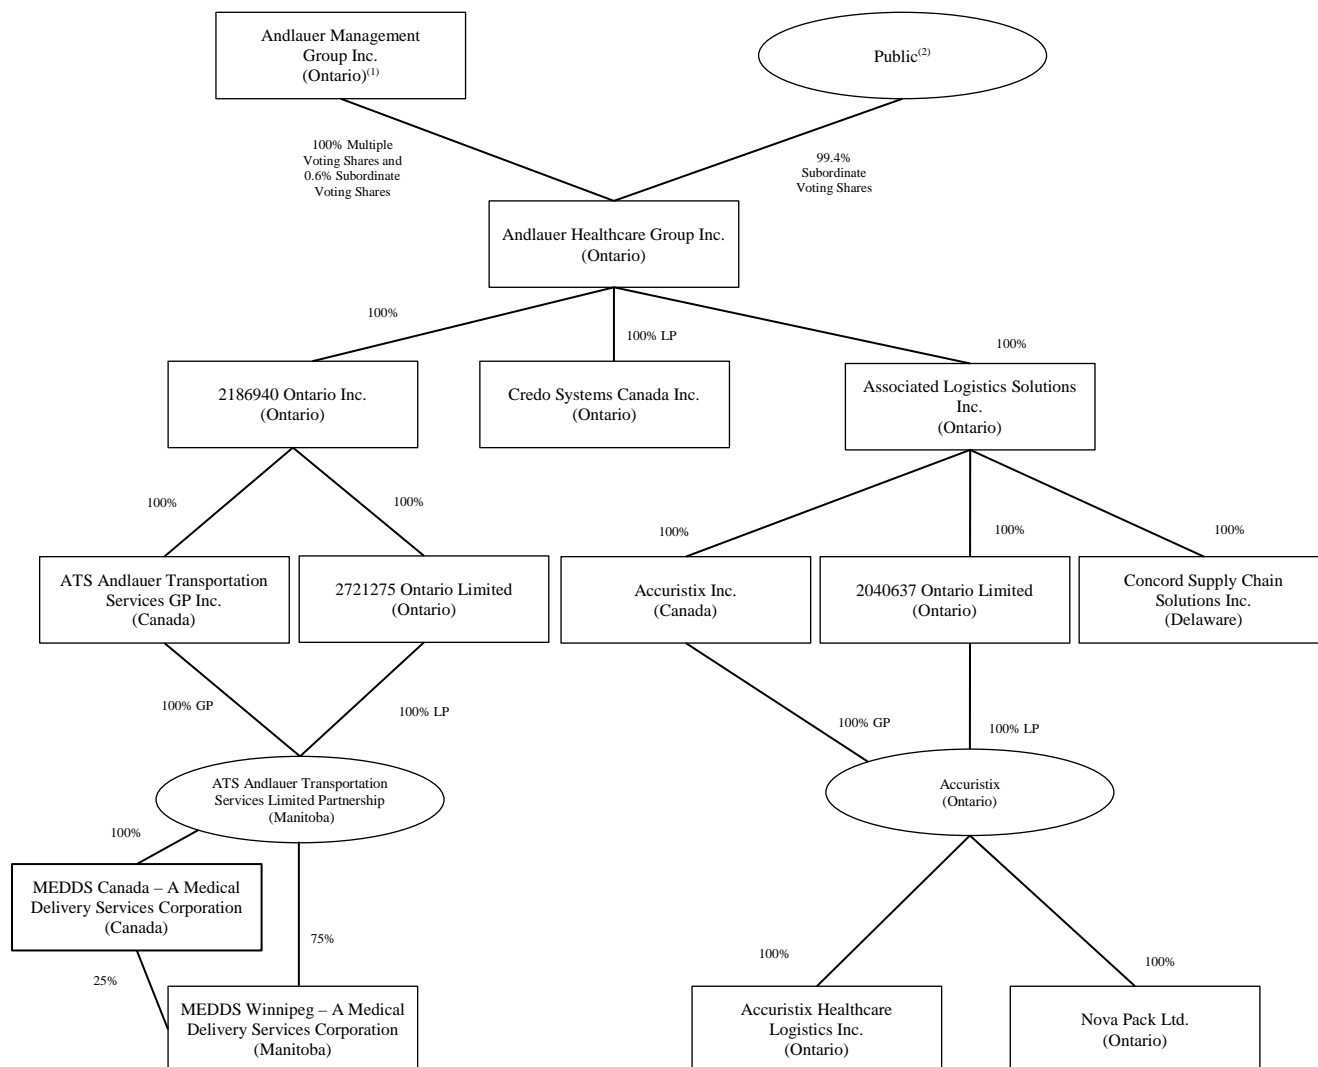 Andlauer Management
Group Inc.
(Ontario)(1)
Public(2)
100% Multiple
Voting Shares and
0.6% Subordinate
Voting Shares
99.4%
Subordinate
Voting Shares
Andlauer Healthcare Group Inc.
(Ontario)
100%
100% LP
100%
2186940 Ontario Inc.
(Ontario)
Credo Systems Canada Inc.
(Ontario)
Associated Logistics Solutions
Inc.
(Ontario)
100%
100%
100%
100%
100%
ATS Andlauer Transportation
Services GP Inc.
(Canada)
2721275 Ontario Limited
(Ontario)
Accuristix Inc.
(Canada)
2040637 Ontario Limited
(Ontario)
Concord Supply Chain
Solutions Inc.
(Delaware)
100% GP
100% LP
100% GP
100% LP
ATS Andlauer Transportation
Services Limited Partnership
(Manitoba)
Accuristix
(Ontario)
100%
MEDDS Canada – A Medical
Delivery Services Corporation
(Canada)
75%
25%
100%
100%
MEDDS Winnipeg – A Medical
Delivery Services Corporation
(Manitoba)
Accuristix Healthcare
Logistics Inc.
(Ontario)
Nova Pack Ltd.
(Ontario)